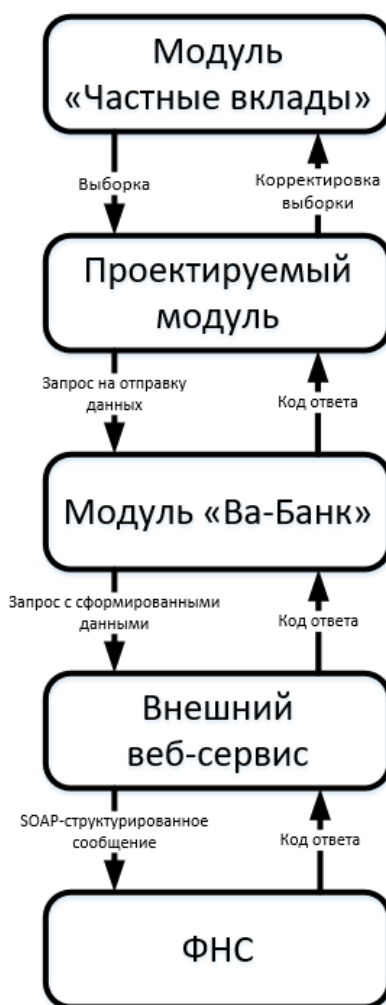 Модуль
«Частные вклады»
Выборка
Корректировка
выборки
Проектируемый
модуль
Запрос на отправку
данных
Код ответа
Модуль «Ва-Банк»
Запрос с сформированными
данными
Код ответа
Внешний
веб-сервис
SOAP-структурированное
сообщение
Код ответа
ФНС